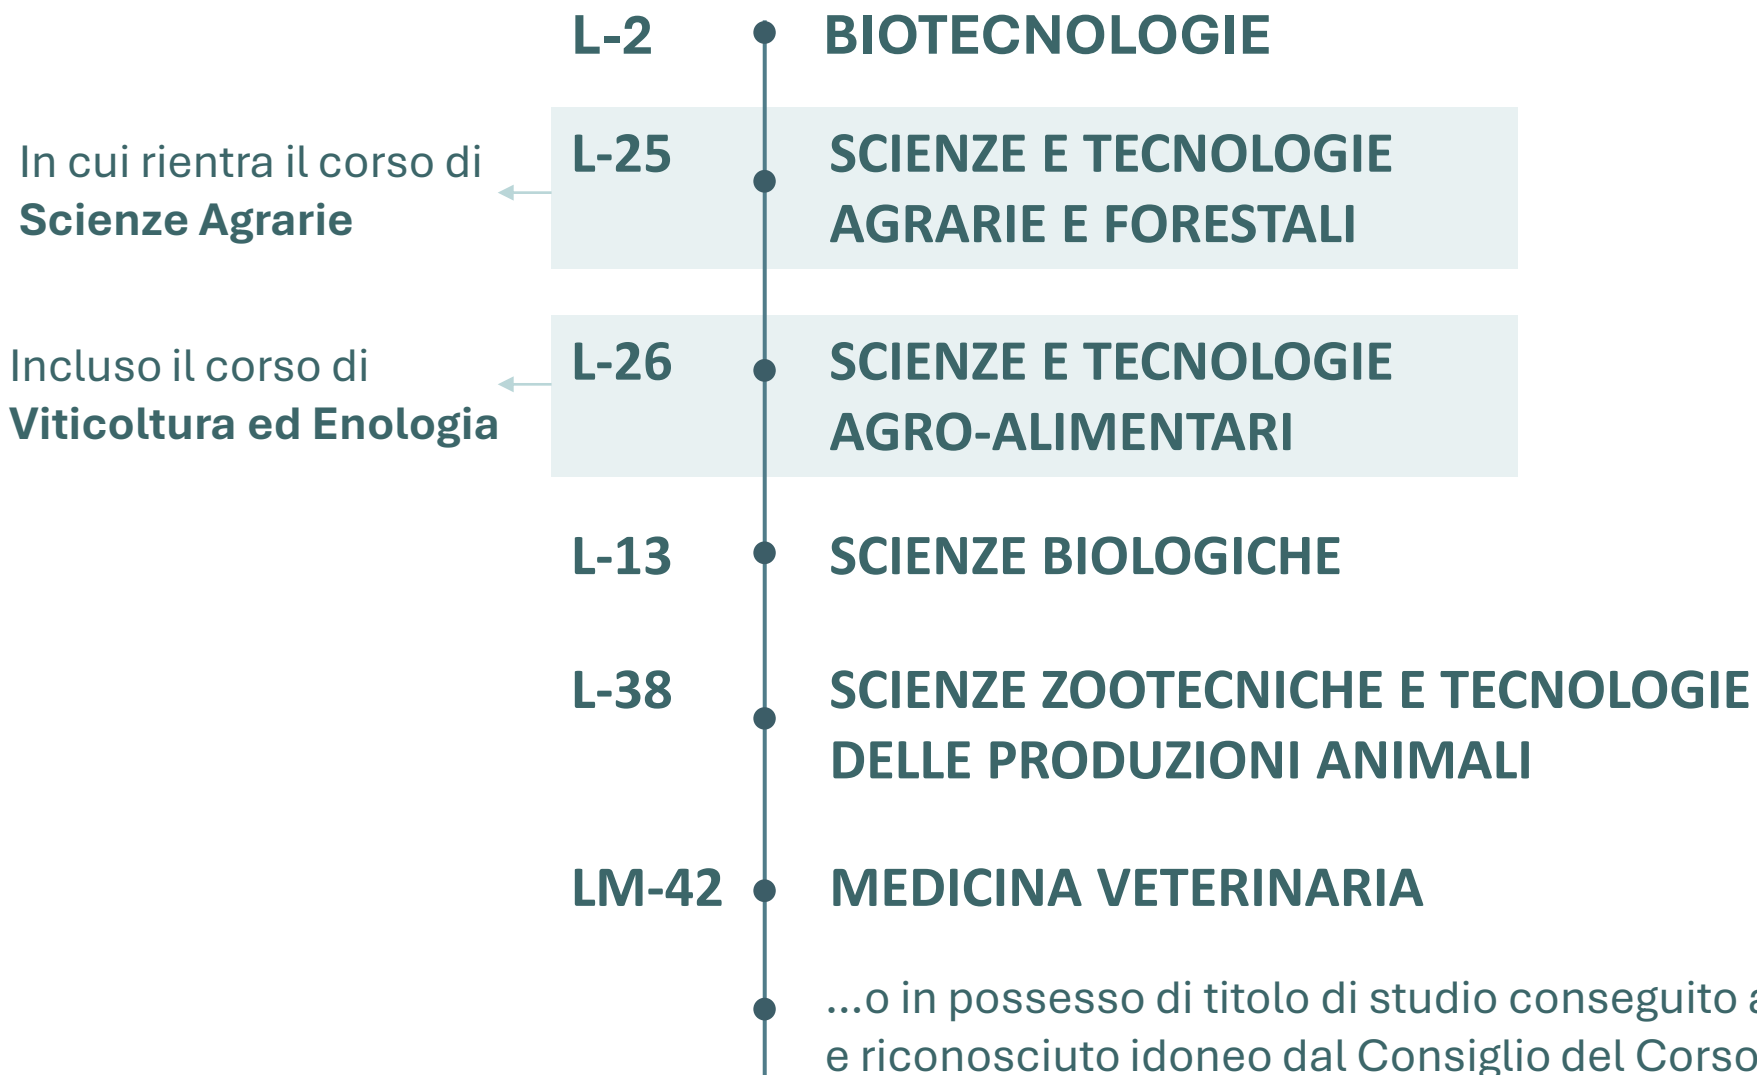 L-2 BIOTECNOLOGIE
In cui rientra il corso di
Scienze Agrarie
L-25 SCIENZE E TECNOLOGIE
AGRARIE E FORESTALI
Incluso il corso di
Viticoltura ed Enologia
L-26 SCIENZE E TECNOLOGIE
AGRO-ALIMENTARI
L-13 SCIENZE BIOLOGICHE
L-38 SCIENZE ZOOTECNICHE E TECNOLOGIE
DELLE PRODUZIONI ANIMALI
LM-42 MEDICINA VETERINARIA
...o in possesso di titolo di studio conseguito
e riconosciuto idoneo dal Consiglio del Corso